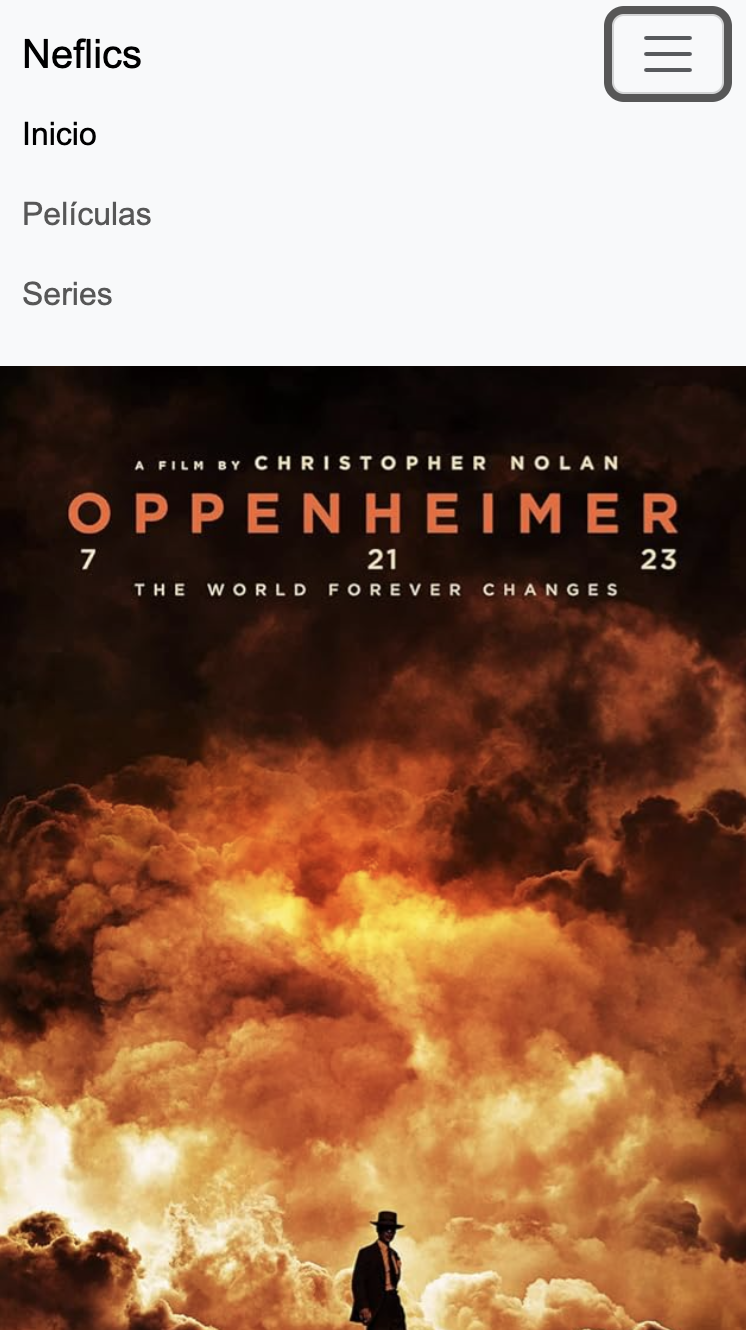 Neflics
Inicio
Películas
Series
A FILM BY CHRISTOPHER NOLAN
OPPENHEIMER
7 21 23
THE WORLD FOREVER CHANGES